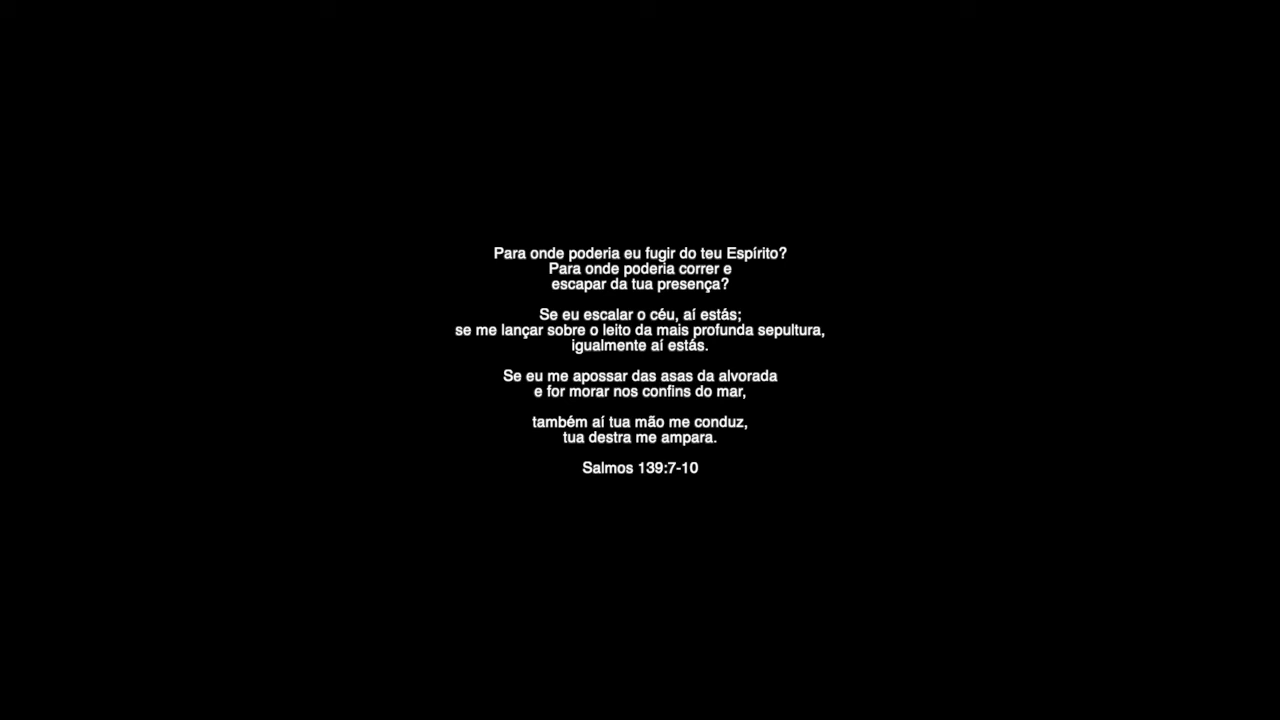 Para onde poderia eu fugir do teu Espírito?
Para onde poderia correr e
escapar da tua presença?
Se eu escalar o céu, aí estás;
se me lançar sobre o leito da mais profunda sepultura,
igualmente aí estás.
Se eu me apossar das asas da alvorada
e for morar nos confins do mar,
também aí tua mão me conduz,
tua destra me ampara.
Salmos 139:7-10